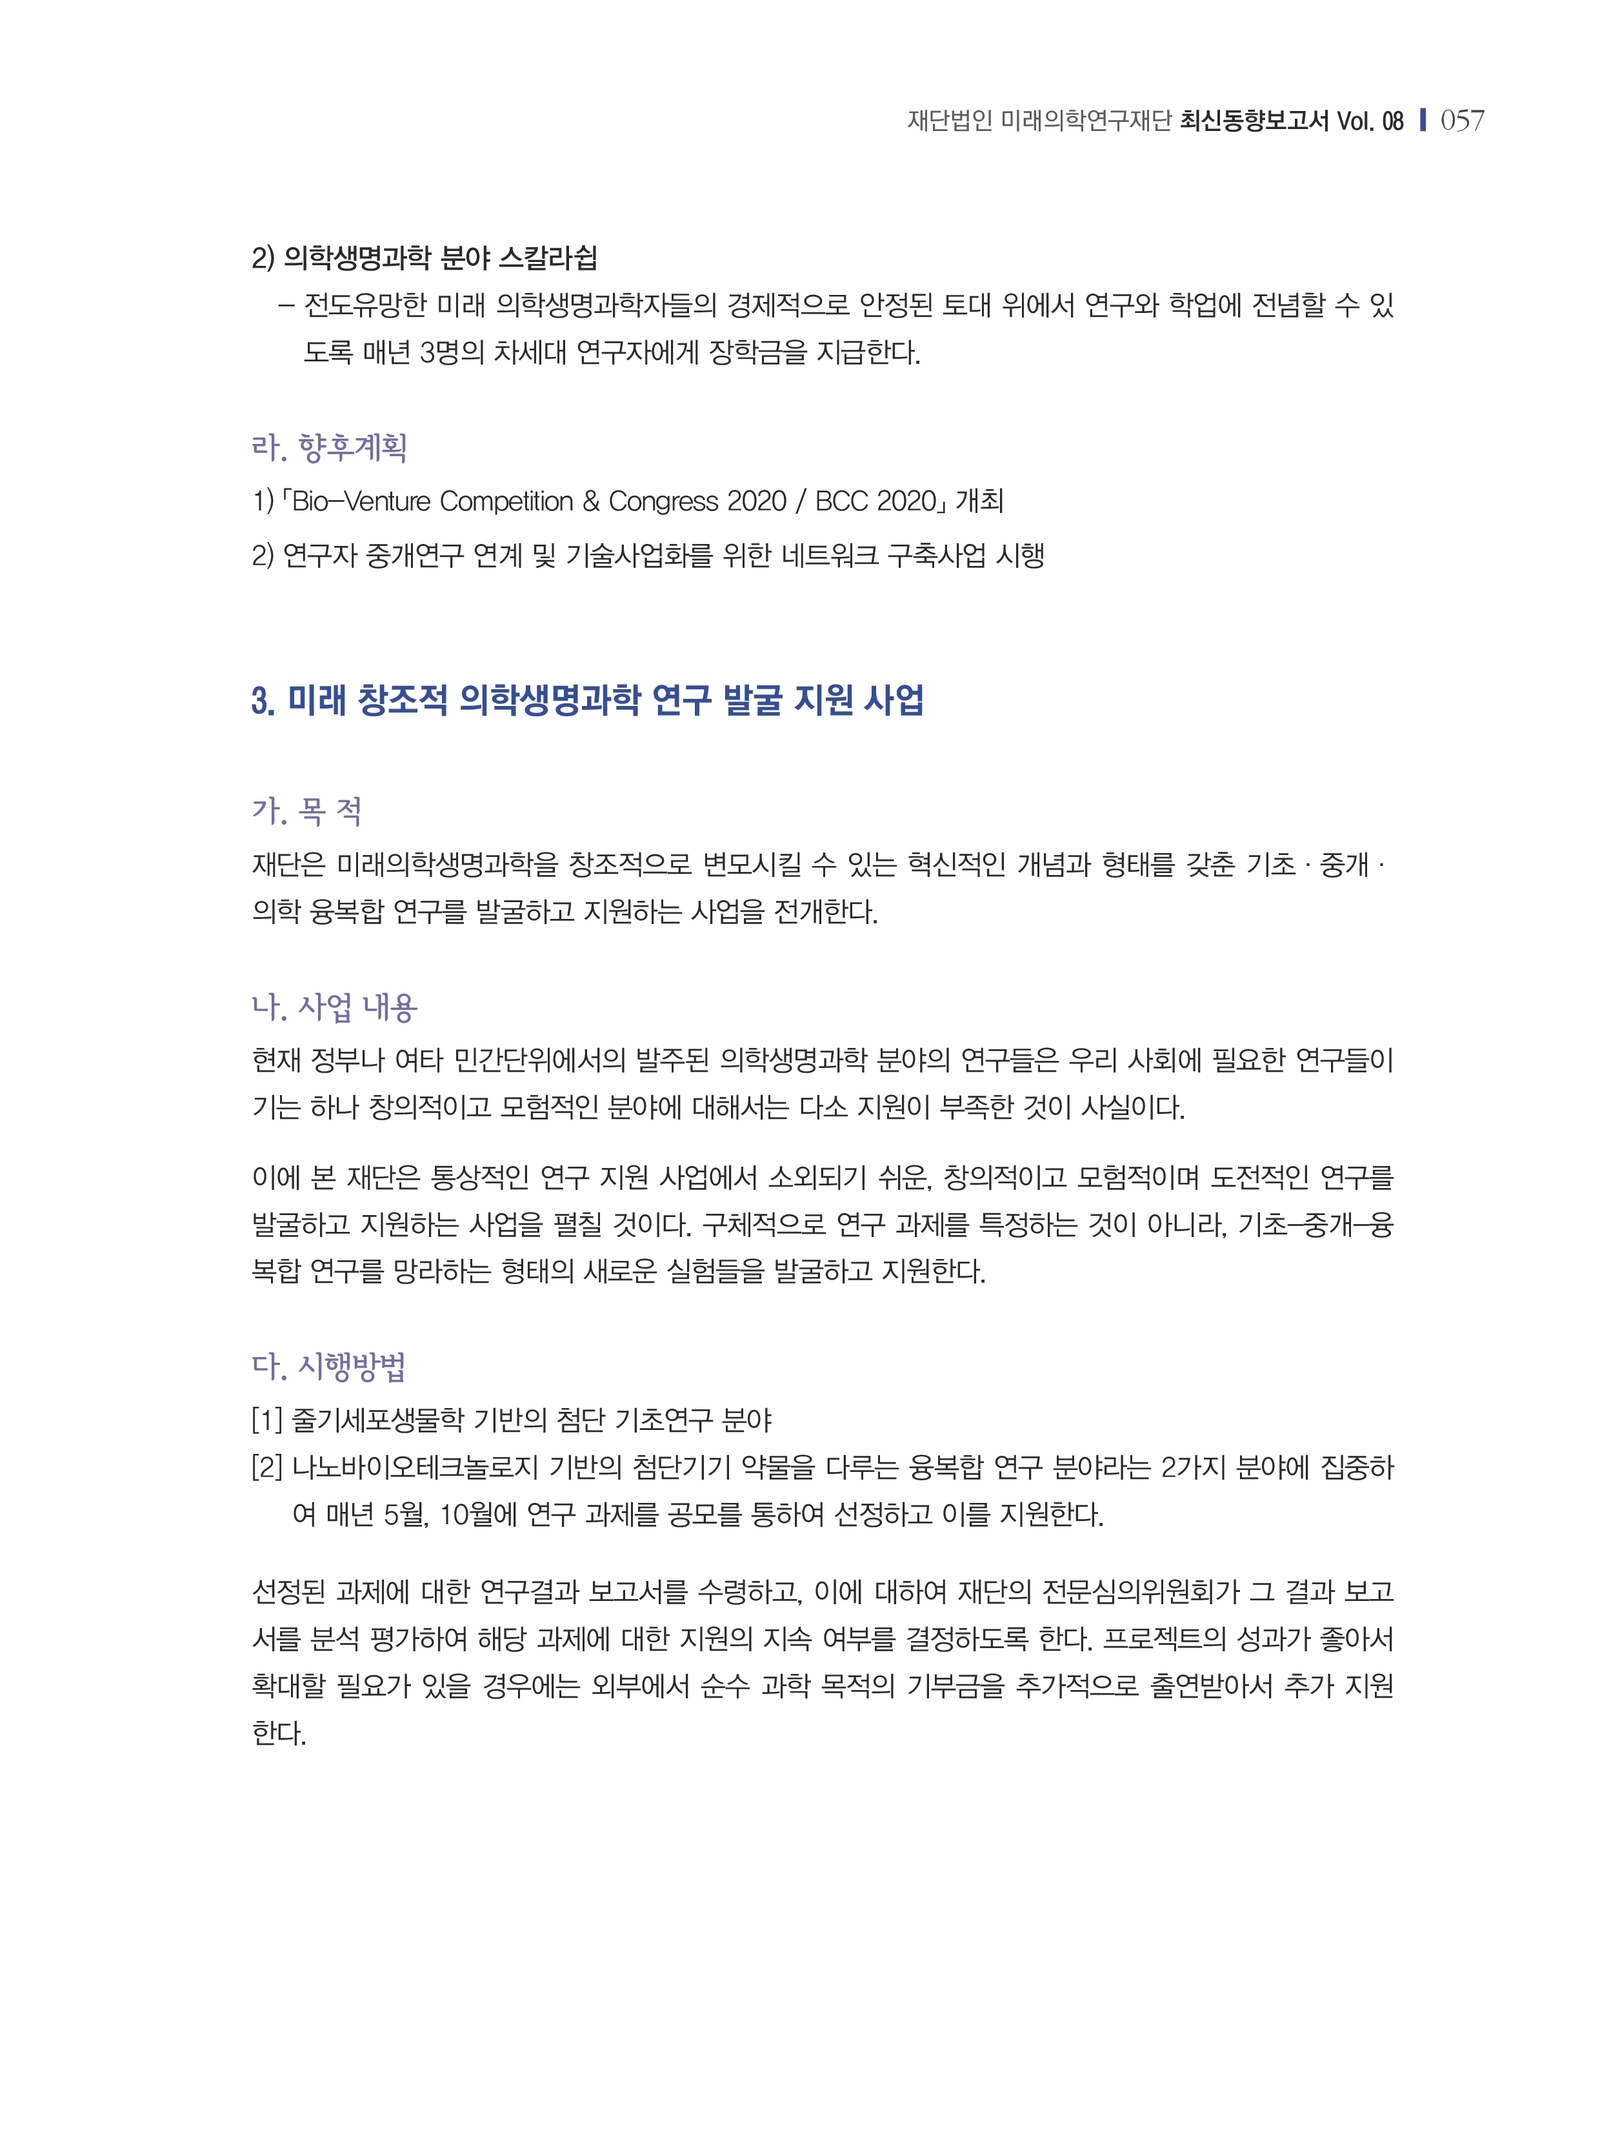 재단법인 미래의학연구재단 최신동향보고서 Vol. 08 057
2) 의학생명과학 분야 스칼라쉽
– 전도유망한 미래 의학생명과학자들의 경제적으로 안정된 토대 위에서 연구와 학업에 전념할 수 있
도록 매년 3명의 차세대 연구자에게 장학금을 지급한다.
라. 향후계획
1) 「Bio–Venture Competition & Congress 2020 / BCC 2020」 개최
2) 연구자 중개연구 연계 및 기술사업화를 위한 네트워크 구축사업 시행
3. 미래 창조적 의학생명과학 연구 발굴 지원 사업
가. 목 적
재단은 미래의학생명과학을 창조적으로 변모시킬 수 있는 혁신적인 개념과 형태를 갖춘 기초 · 중개 ·
의학 융복합 연구를 발굴하고 지원하는 사업을 전개한다.
나. 사업 내용
현재 정부나 여타 민간단위에서의 발주된 의학생명과학 분야의 연구들은 우리 사회에 필요한 연구들이
기는 하나 창의적이고 모험적인 분야에 대해서는 다소 지원이 부족한 것이 사실이다.
이에 본 재단은 통상적인 연구 지원 사업에서 소외되기 쉬운, 창의적이고 모험적이며 도전적인 연구를
발굴하고 지원하는 사업을 펼칠 것이다. 구체적으로 연구 과제를 특정하는 것이 아니라, 기초–중개–융
복합 연구를 망라하는 형태의 새로운 실험들을 발굴하고 지원한다.
다. 시행방법
[1] 줄기세포생물학 기반의 첨단 기초연구 분야
[2] 나노바이오테크놀로지 기반의 첨단기기 약물을 다루는 융복합 연구 분야라는 2가지 분야에 집중하
여 매년 5월, 10월에 연구 과제를 공모를 통하여 선정하고 이를 지원한다.
선정된 과제에 대한 연구결과 보고서를 수령하고, 이에 대하여 재단의 전문심의위원회가 그 결과 보고
서를 분석 평가하여 해당 과제에 대한 지원의 지속 여부를 결정하도록 한다. 프로젝트의 성과가 좋아서
확대할 필요가 있을 경우에는 외부에서 순수 과학 목적의 기부금을 추가적으로 출연받아서 추가 지원
한다.